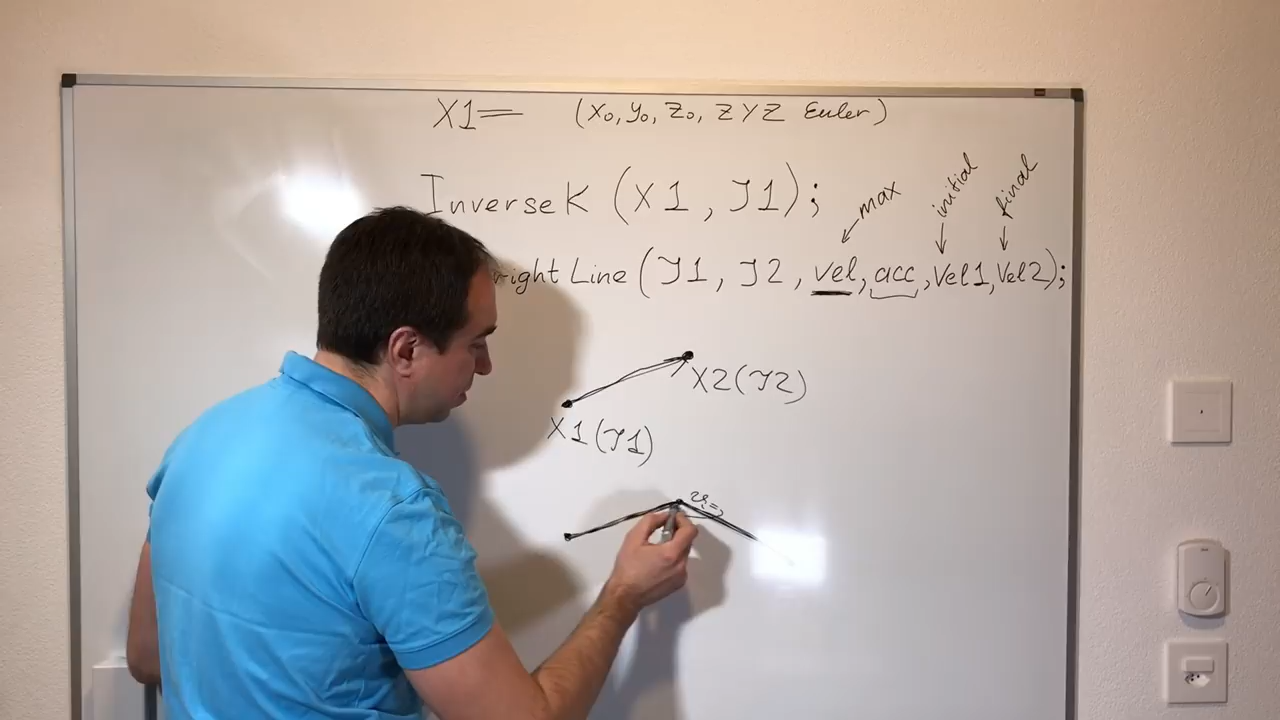 X1= (X0, Y0, Z0, ZYZ Euler)
InverseK (X1, J1);
max initial final
right Line (J1, J2, vel, acc, Vel1, Vel2);
X2(J2)
X1(J1)